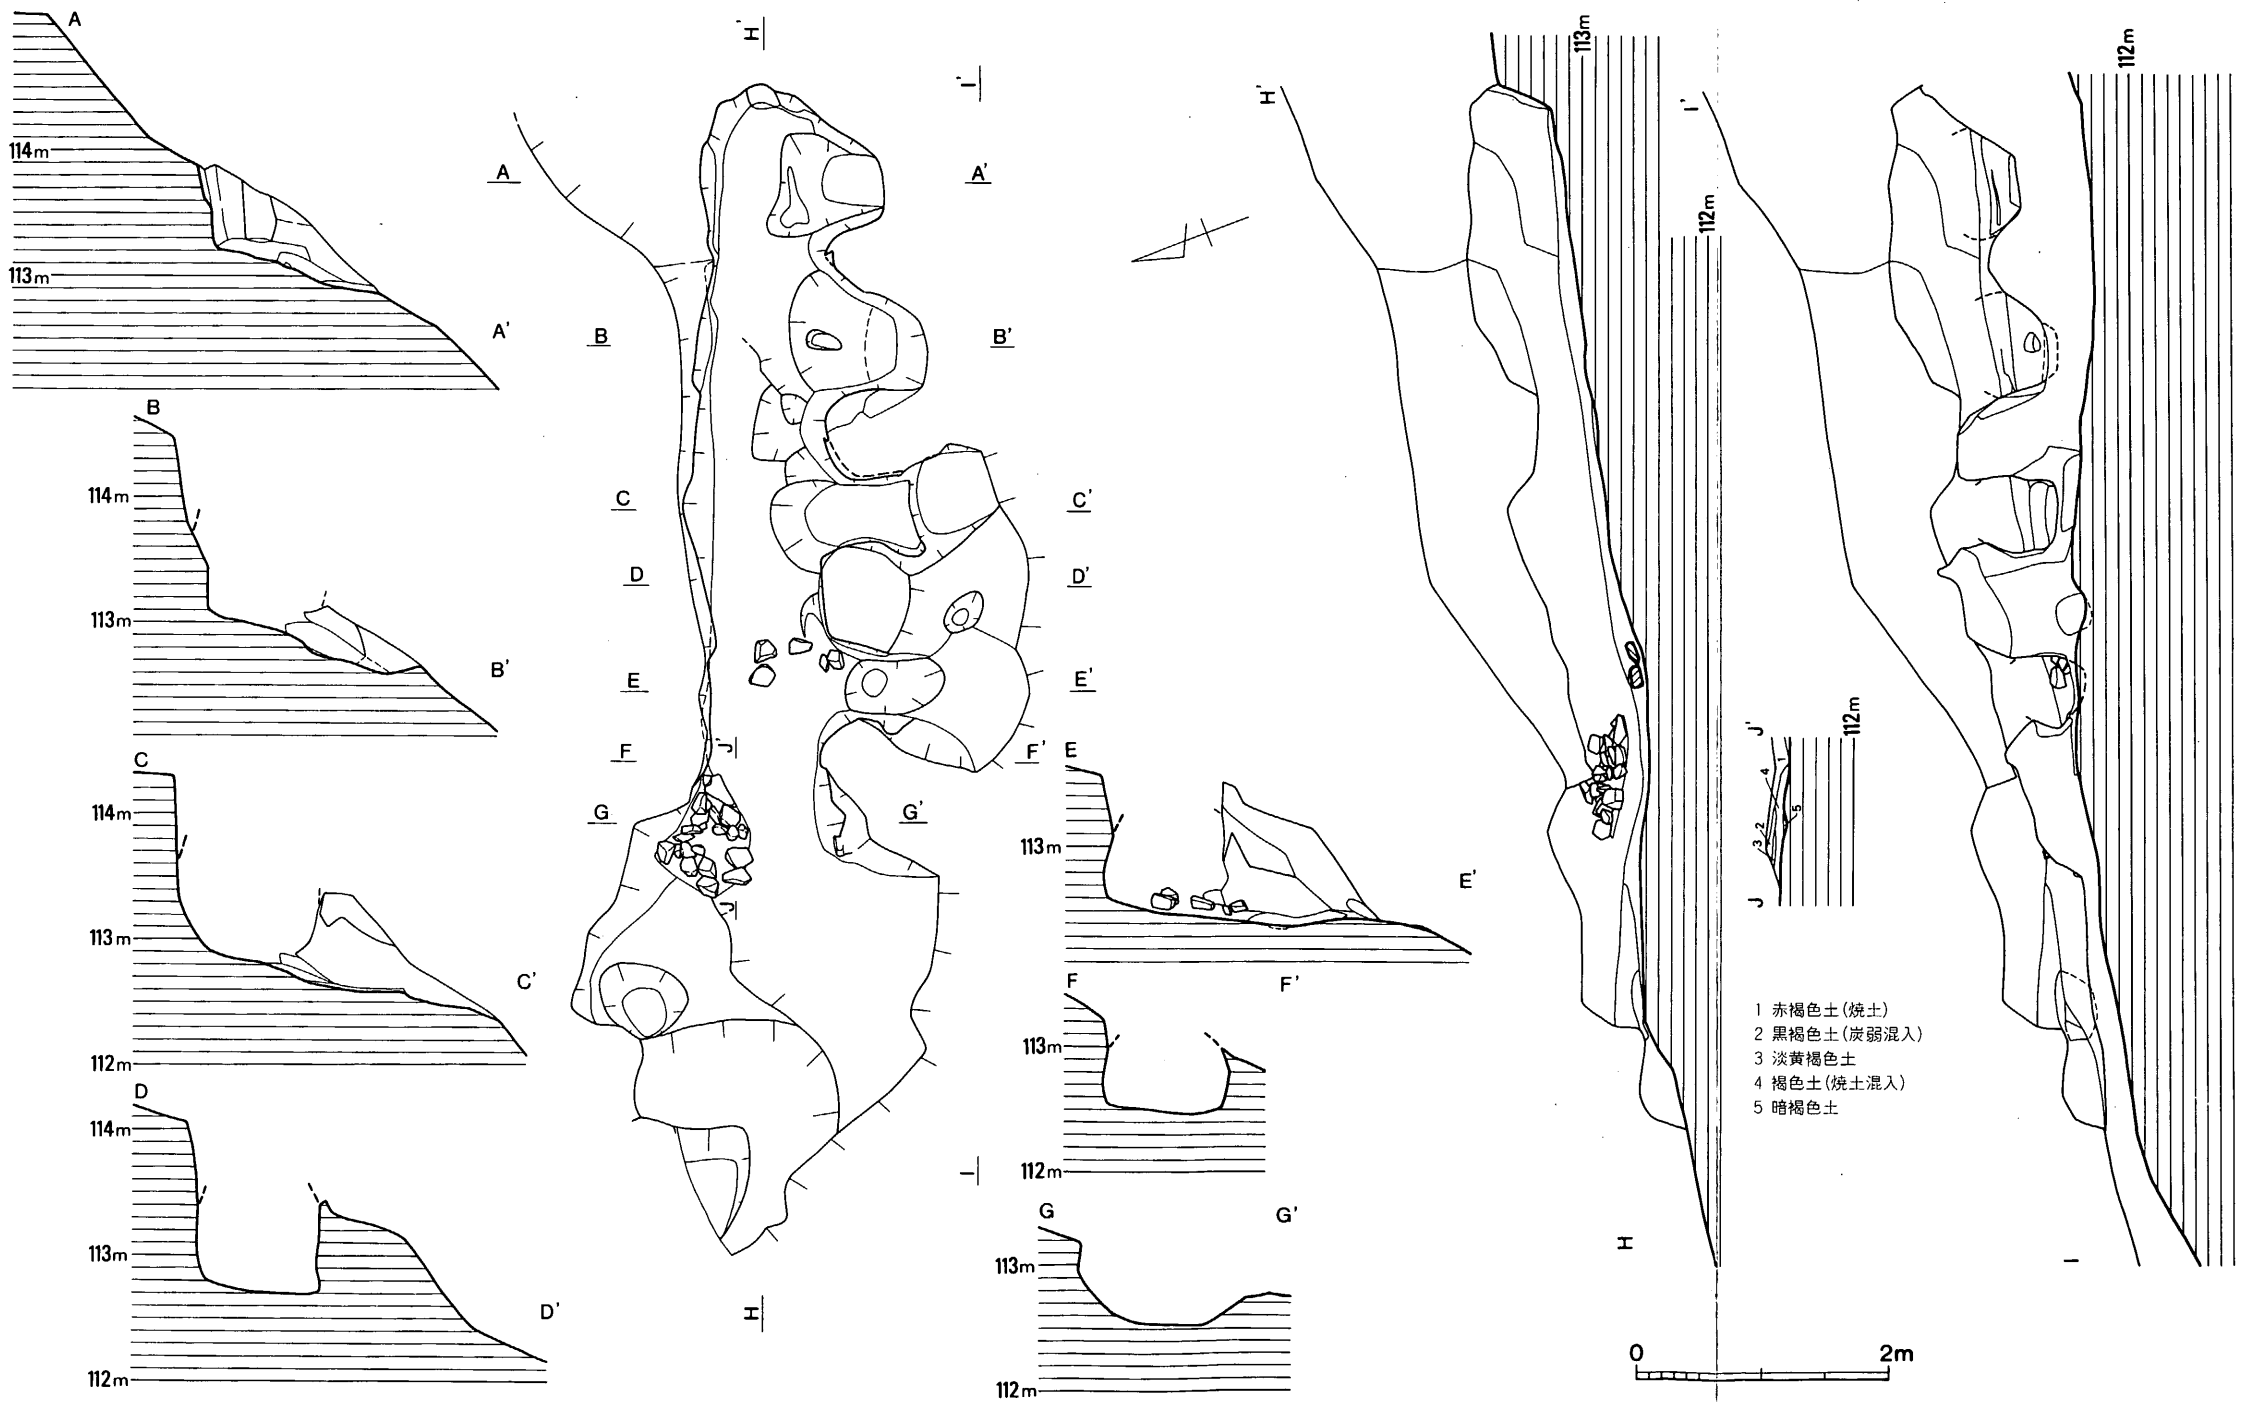 A
114m
113m
A'
B
114m
113m
B'
C
114m
113m
112m
C'
D
114m
113m
112m
D'
H'
I'
A
A'
B
B'
C
C'
D
D'
E
E'
F
F'
G
G'
J'
J
I
H
E
113m
E'
F
F'
113m
112m
G
G'
113m
112m
H'
113m
112m
H
I'
112m
I
J'
112m
4
1
5
2
3
J
1 赤褐色土(焼土)
2 黒褐色土(炭弱混入)
3 淡黄褐色土
4 褐色土(焼土混入)
5 暗褐色土
0 2m